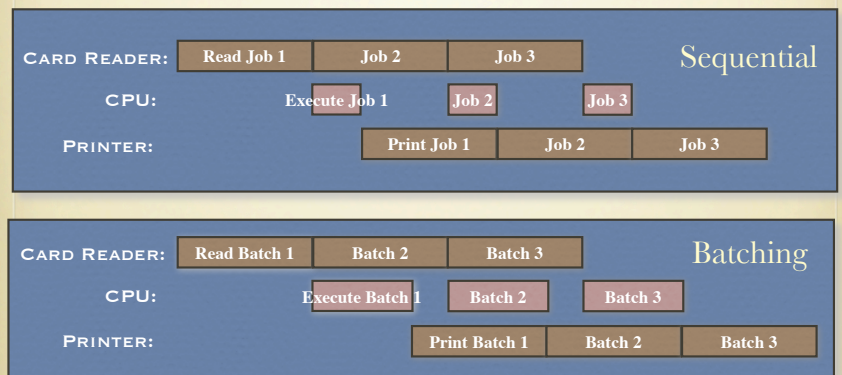 Sequential
CARD READER: Read Job 1 Job 2 Job 3
CPU: Execute Job 1 Job 2 Job 3
PRINTER: Print Job 1 Job 2 Job 3
Batching
CARD READER: Read Batch 1 Batch 2 Batch 3
CPU: Execute Batch 1 Batch 2 Batch 3
PRINTER: Print Batch 1 Batch 2 Batch 3